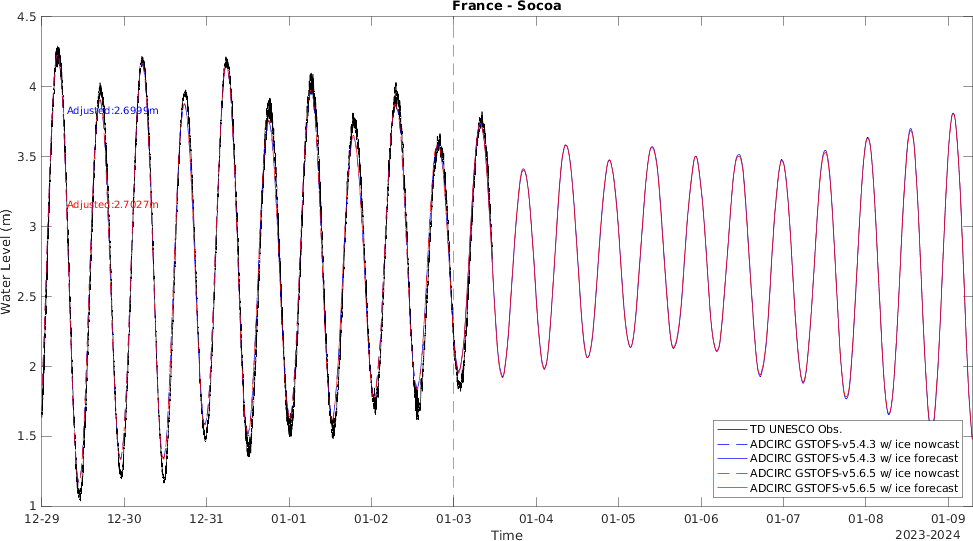 France - Socoa
4.5
4
3.5
3
2.5
2
1.5
1
Water Level (m)
Adjusted:2.6999m
Adjusted:2.7027m
TD UNESCO Obs.
ADCIRC GSTOFS-v5.4.3 w/ ice nowcast
ADCIRC GSTOFS-v5.4.3 w/ ice forecast
ADCIRC GSTOFS-v5.6.5 w/ ice nowcast
ADCIRC GSTOFS-v5.6.5 w/ ice forecast
12-29 12-30 12-31 01-01 01-02 01-03 01-04 01-05 01-06 01-07 01-08 01-09
Time
2023-2024